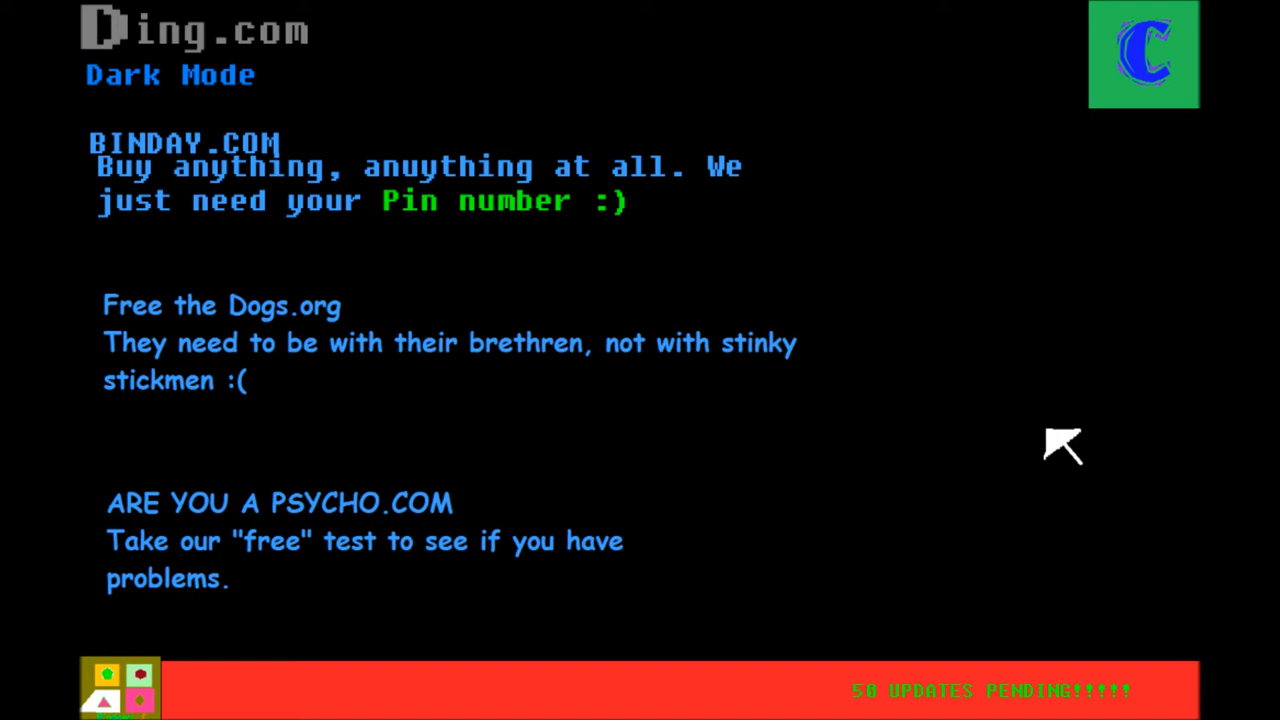 Ding.com
C
Dark Mode
BINDAY.COM
Buy anything, anuything at all. We
just need your Pin number :)
Free the Dogs.org
They need to be with their brethren, not with stinky
stickmen :(
ARE YOU A PSYCHO.COM
Take our "free" test to see if you have
problems.
50 UPDATES PENDING!!!!!